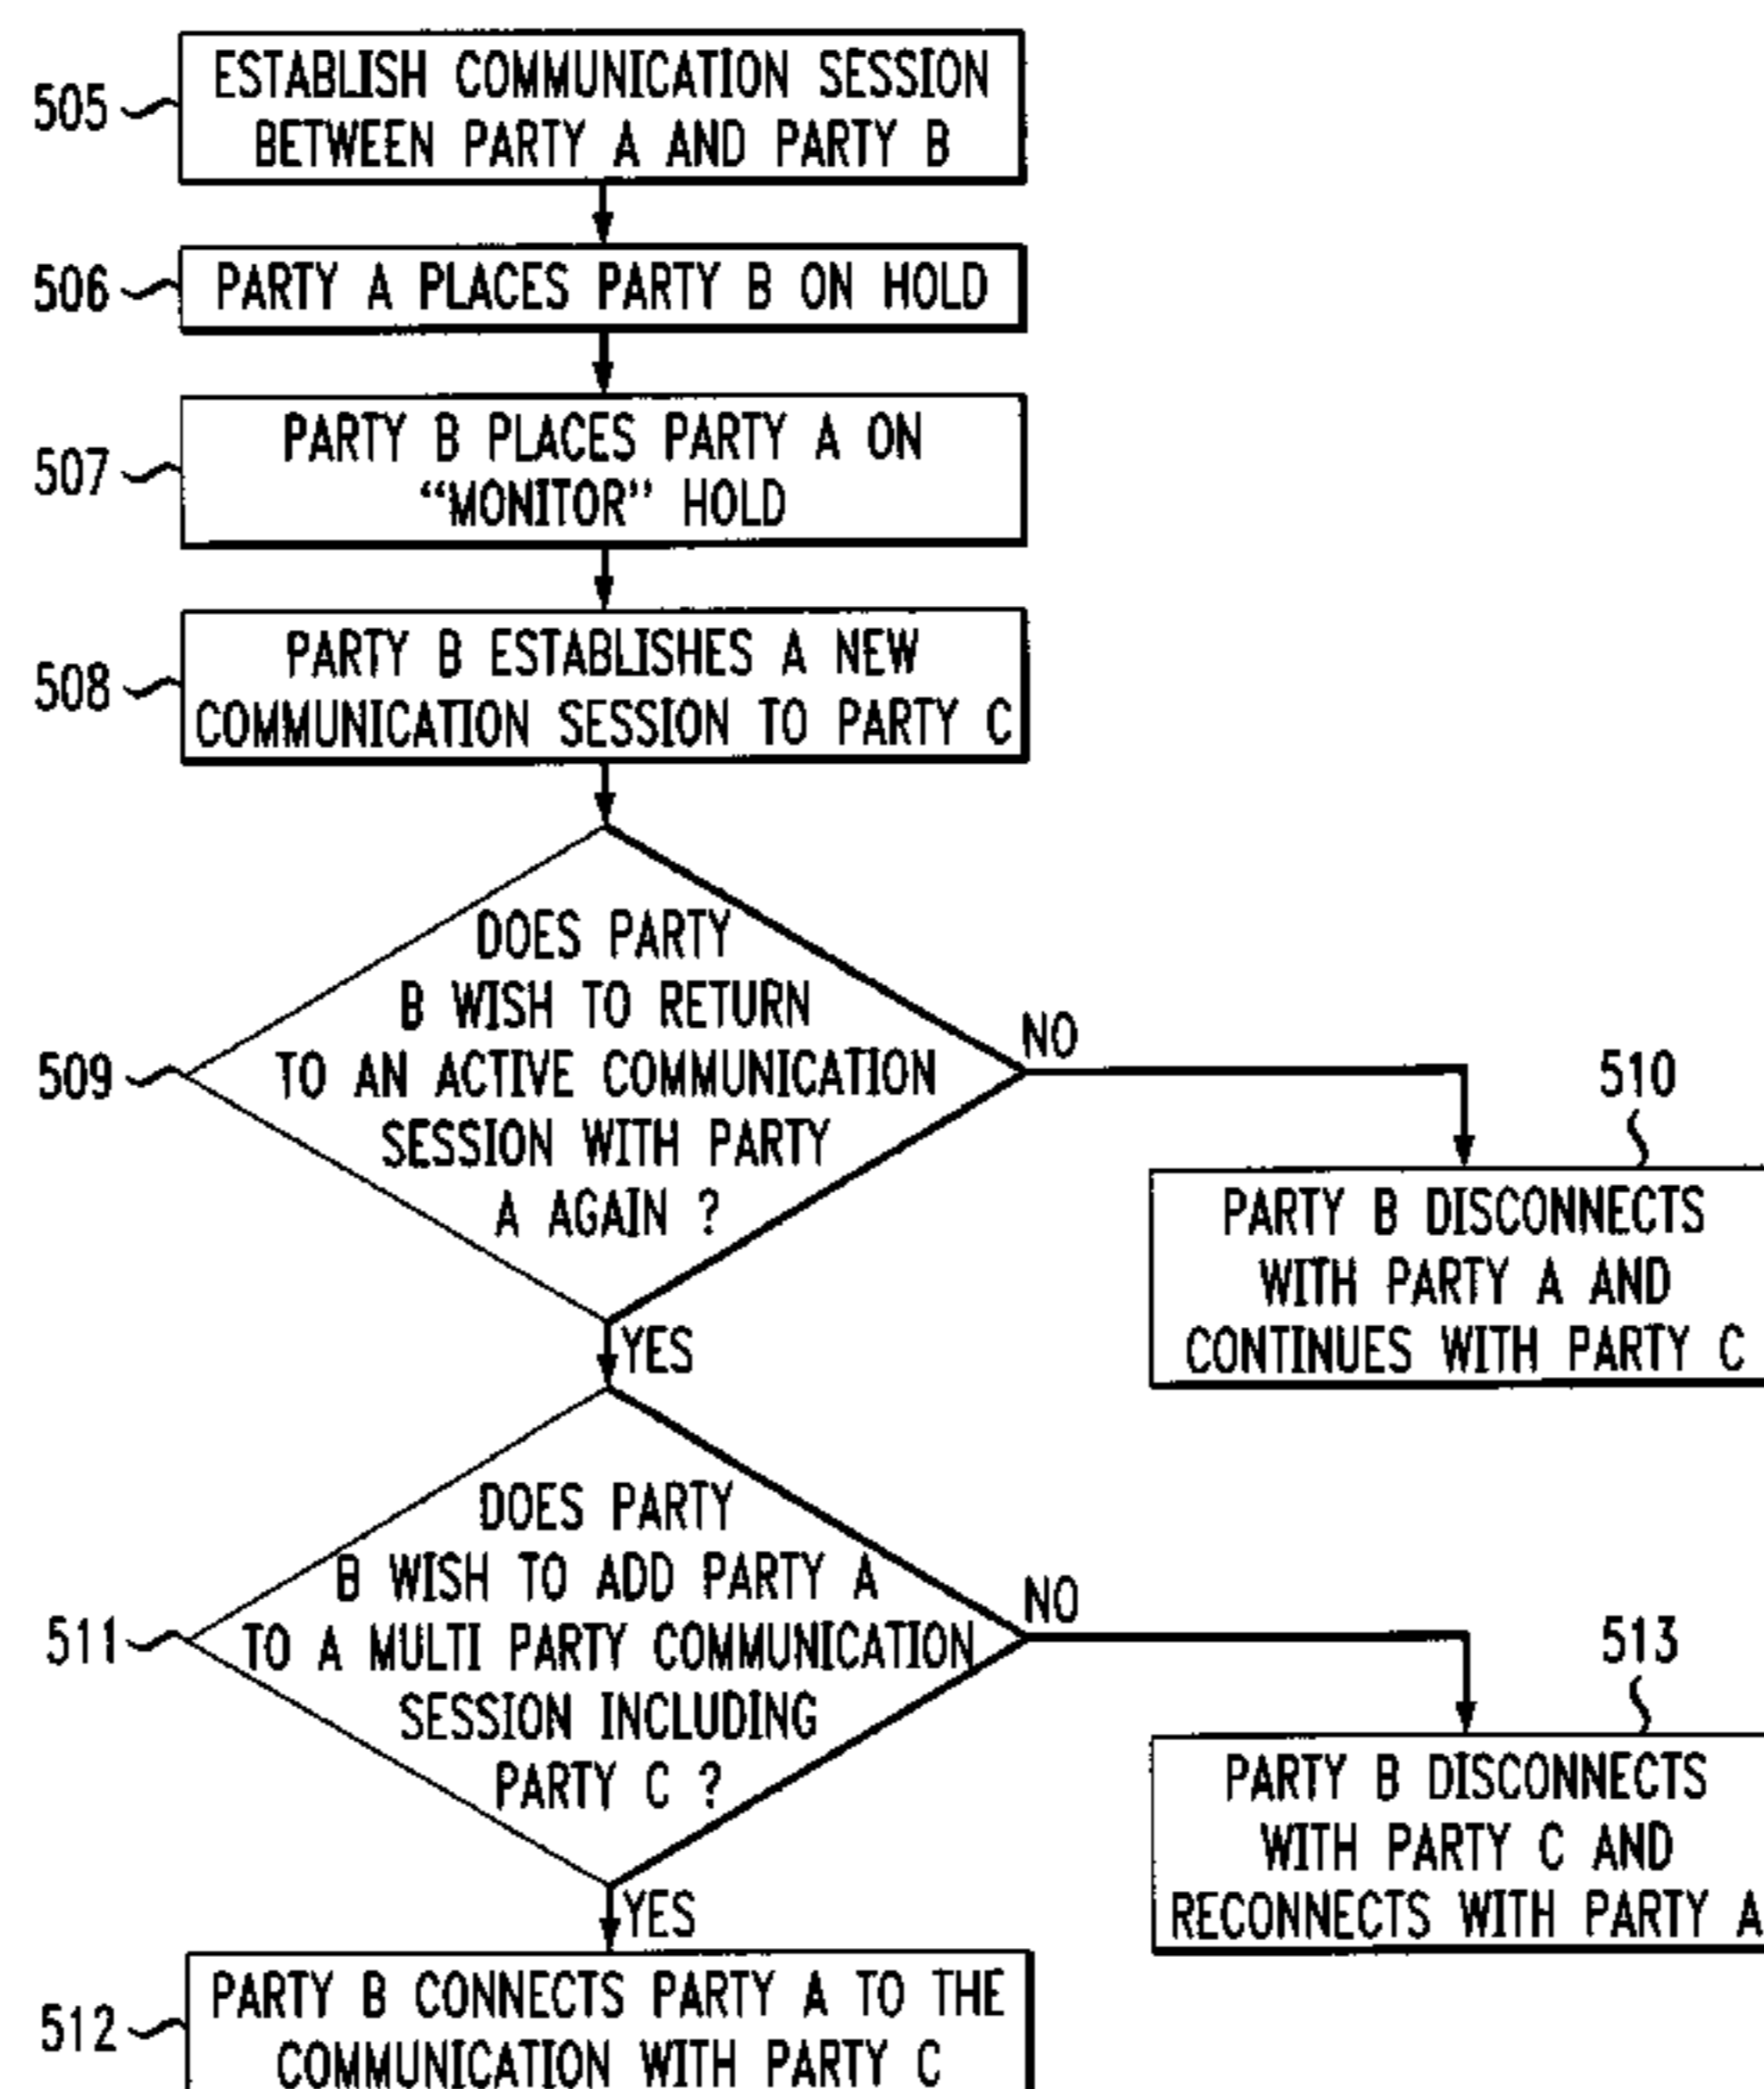 505
ESTABLISH COMMUNICATION SESSION
BETWEEN PARTY A AND PARTY B
506
PARTY A PLACES PARTY B ON HOLD
507
PARTY B PLACES PARTY A ON
“MONITOR” HOLD
508
PARTY B ESTABLISHES A NEW
COMMUNICATION SESSION TO PARTY C
509
DOES PARTY
B WISH TO RETURN
TO AN ACTIVE COMMUNICATION
SESSION WITH PARTY
A AGAIN ?
NO
510
PARTY B DISCONNECTS
WITH PARTY A AND
CONTINUES WITH PARTY C
YES
511
DOES PARTY
B WISH TO ADD PARTY A
TO A MULTI PARTY COMMUNICATION
SESSION INCLUDING
PARTY C ?
NO
513
PARTY B DISCONNECTS
WITH PARTY C AND
RECONNECTS WITH PARTY A
YES
512
PARTY B CONNECTS PARTY A TO THE
COMMUNICATION WITH PARTY C